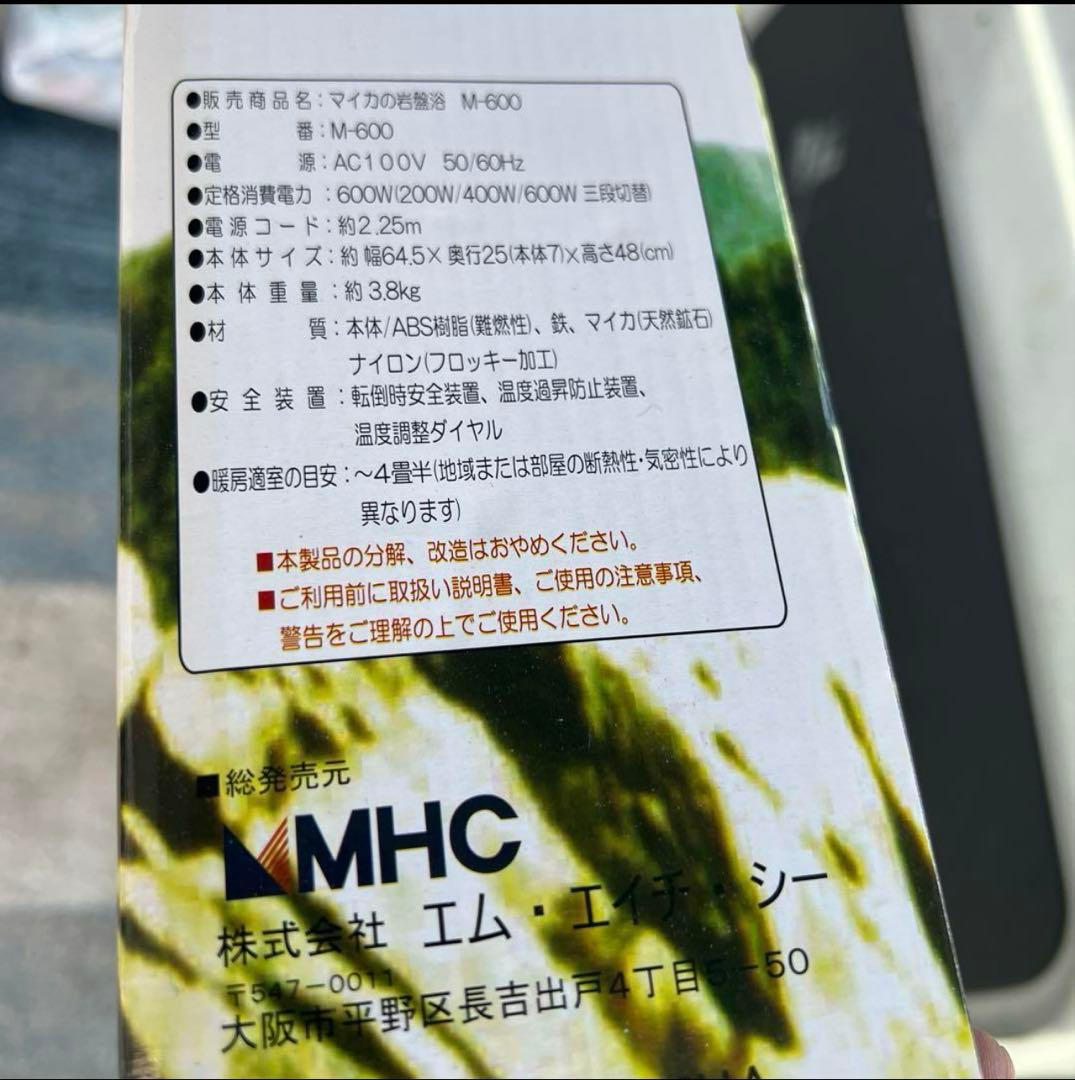 ●販売商品名：マイカの岩盤浴 M-600
●型番：M-600
●電源：AC100V 50/60Hz
●定格消費電力：600W(200W/400W/600W 三段切替)
●電源コード：約2.25m
●本体サイズ：約 幅64.5×奥行25(本体7)×高さ48(cm)
●本体重量：約3.8kg
●材質：本体/ABS樹脂(難燃性)、鉄、マイカ(天然鉱石)
ナイロン(フロッキー加工)
●安全装置：転倒時安全装置、温度過昇防止装置、
温度調整ダイヤル
●暖房適室の目安：～4畳半(地域または部屋の断熱性・気密性により
異なります)
■本製品の分解、改造はおやめください。
■ご利用前に取扱い説明書、ご使用の注意事項、
警告をご理解の上でご使用ください。
■総発売元
MHC
株式会社 エム・エイチ・シー
〒547-0011
大阪市平野区長吉出戸4丁目5-50